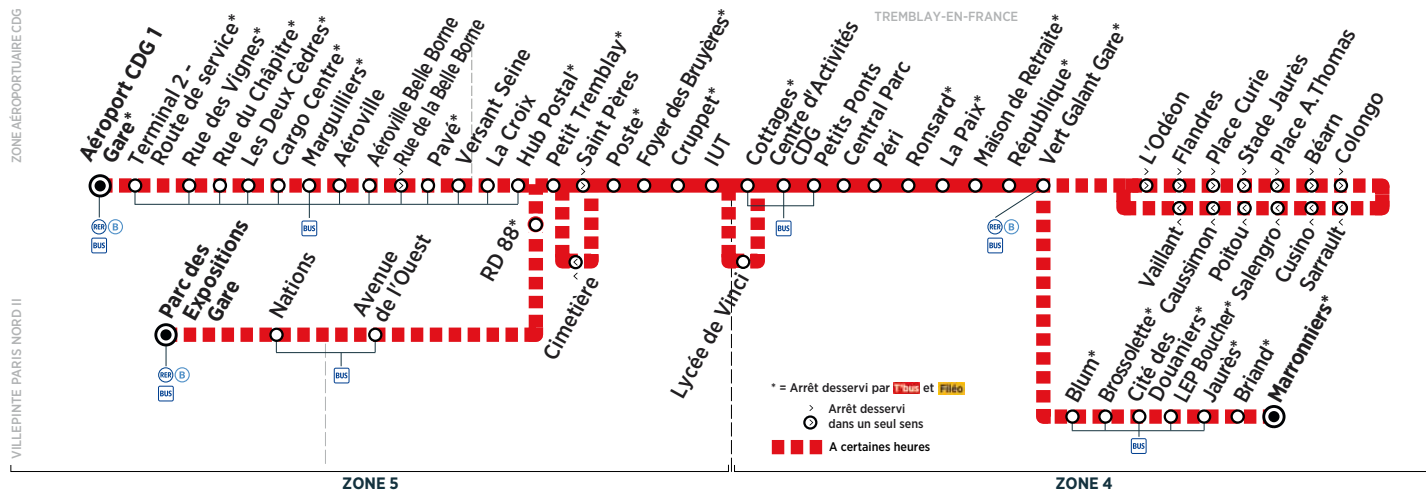 ZONE AÉROPORTUAIRE CDG
TREMBLAY-EN-FRANCE
Aéroport CDG 1
Gare*
Terminal 2 -
Route de service*
Rue des Vignes*
Rue du Châpitre*
Les Deux Cèdres*
Cargo Centre*
Marguilliers*
Aéroville
Aéroville Belle Borne
Rue de la Belle Borne
Pavé*
Versant Seine
La Croix
Hub Postal*
Petit Tremblay*
Saint Pères
Poste*
Foyer des Bruyères*
Cruppet*
IUT
Cottages*
Centre d'Activités
CDG
Petits Ponts
Central Parc
Péri
Ronsard*
La Paix*
Maison de Retraite*
République*
Vert Galant Gare*
L'Odéon
Flandres
Place Curie
Stade Jaurès
Place A.Thomas
Béarn
Colongo
RER B
BUS
BUS
BUS
RER B
BUS
Vaillant
Caussimon
Poitou
Salengro
Cusino
Sarrault
RD 88*
Cimetière
Lycée de Vinci
VILLEPINTE PARIS NORD II
Parc des
Expositions
Gare
Nations
Avenue
de l'Ouest
RER B
BUS
BUS
Blum*
Brossolette*
Cité des
Douaniers*
LEP Boucher*
Jaurès*
Briand*
Marronniers*
BUS
* = Arrêt desservi par T'bus et Filéo
Arrêt desservi
dans un seul sens
A certaines heures
ZONE 5
ZONE 4